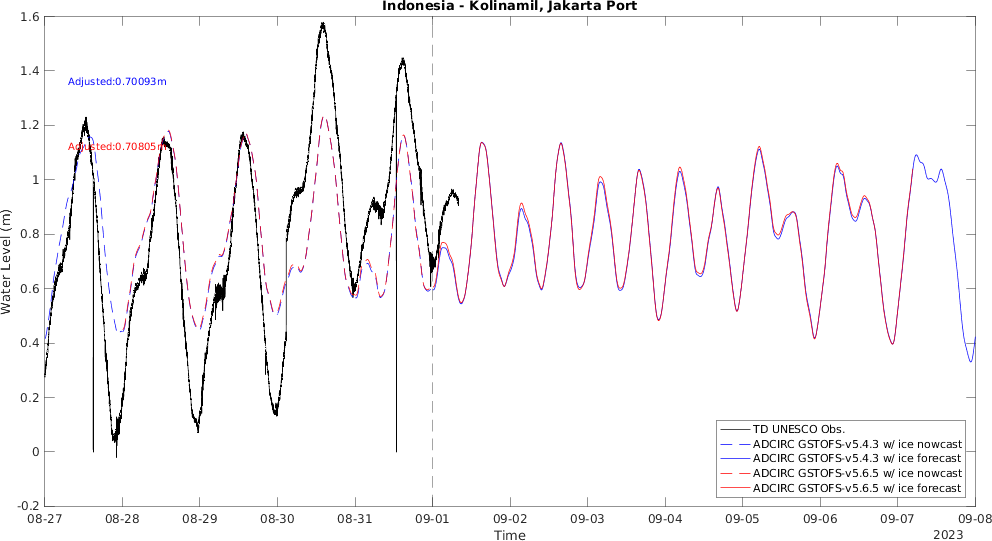 Indonesia - Kolinamil, Jakarta Port
1.6
1.4
1.2
1
0.8
0.6
0.4
0.2
0
-0.2
Water Level (m)
Adjusted:0.70093m
Adjusted:0.70805m
TD UNESCO Obs.
ADCIRC GSTOFS-v5.4.3 w/ ice nowcast
ADCIRC GSTOFS-v5.4.3 w/ ice forecast
ADCIRC GSTOFS-v5.6.5 w/ ice nowcast
ADCIRC GSTOFS-v5.6.5 w/ ice forecast
08-27 08-28 08-29 08-30 08-31 09-01 09-02 09-03 09-04 09-05 09-06 09-07 09-08
Time
2023